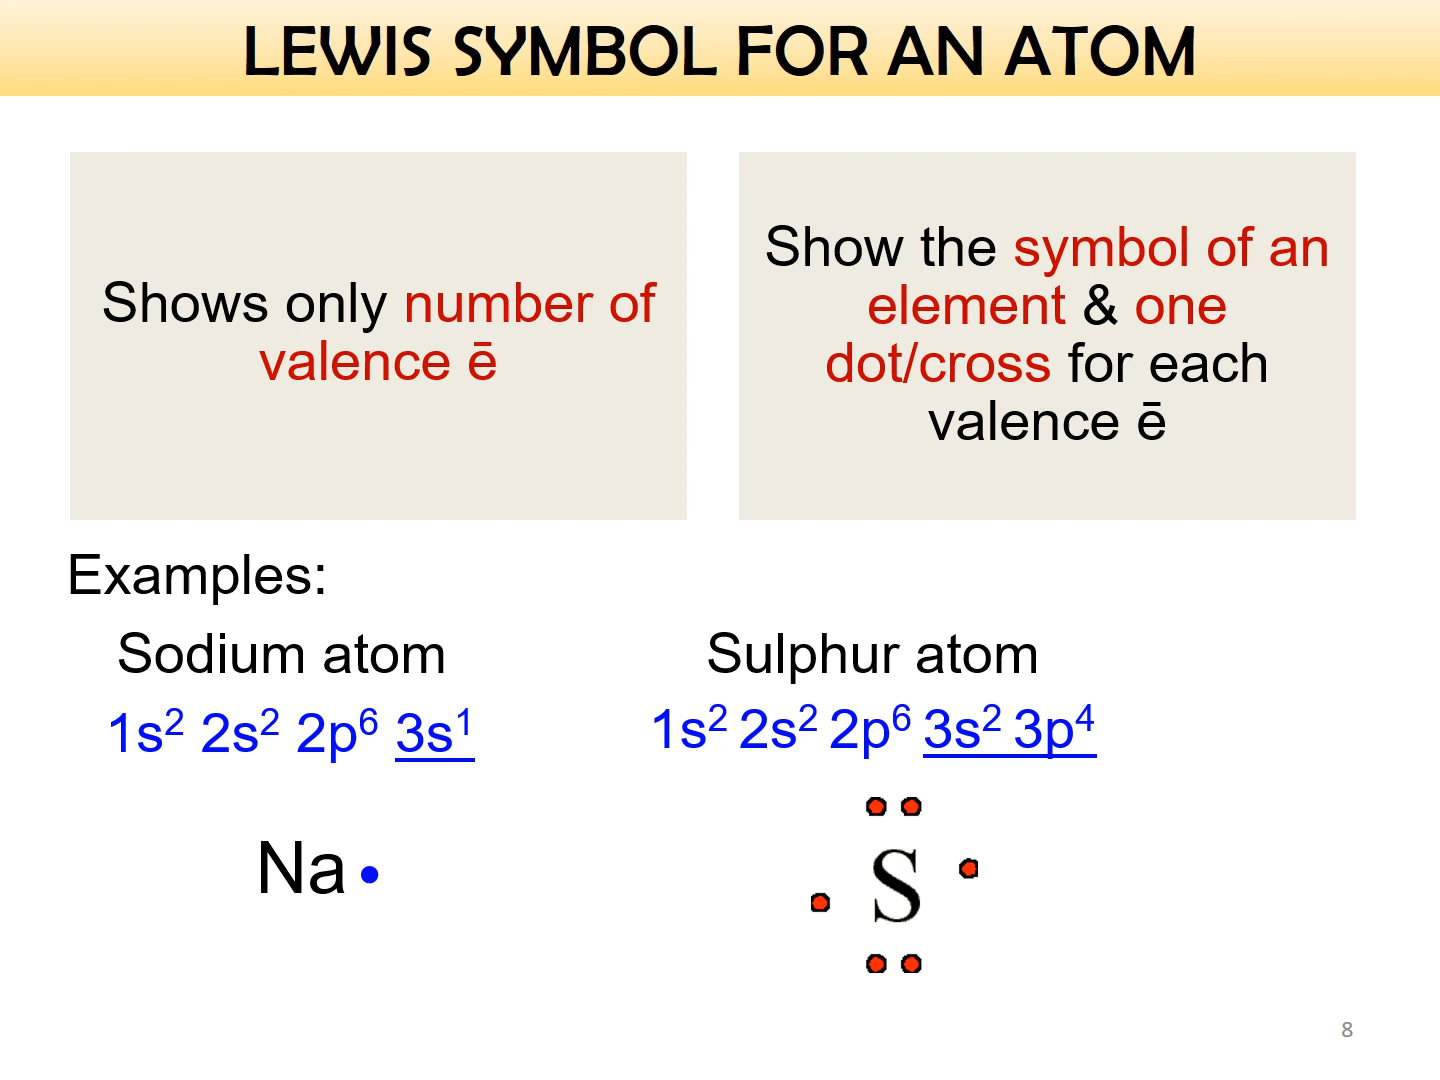 LEWIS SYMBOL FOR AN ATOM
Shows only number of
valence ē
Show the symbol of an
element & one
dot/cross for each
valence ē
Examples:
Sodium atom
1s² 2s² 2p⁶ 3s¹
Na
Sulphur atom
1s² 2s² 2p⁶ 3s² 3p⁴
S
8